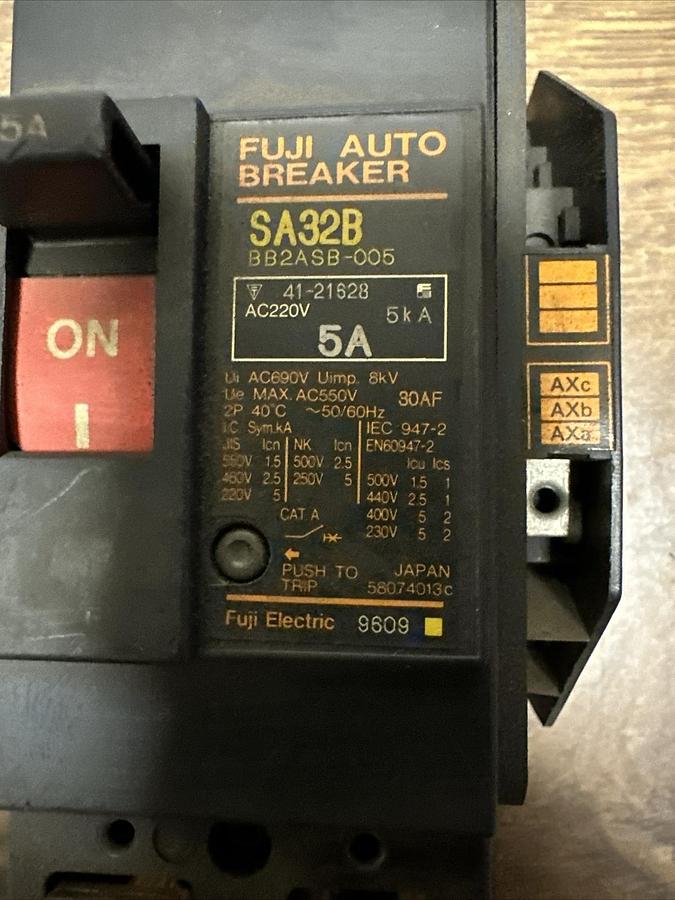 5A
FUJI AUTO
BREAKER
SA32B
BB2ASB-005
41-21628
AC220V 5kA
5A
Ui AC690V Uimp. 8kV
Ue MAX. AC550V 30AF
2P 40°C ~50/60Hz
I.C Sym.kA IEC 947-2
JIS Icn NK Icn EN60947-2
550V 1.5 500V 2.5 Icu Ics
460V 2.5 250V 5 500V 1.5 1
220V 5 440V 2.5 1
CAT A 400V 5 2
230V 5 2
PUSH TO JAPAN
TRIP 58074013c
Fuji Electric 9609
ON
I
AXc
AXb
AXa